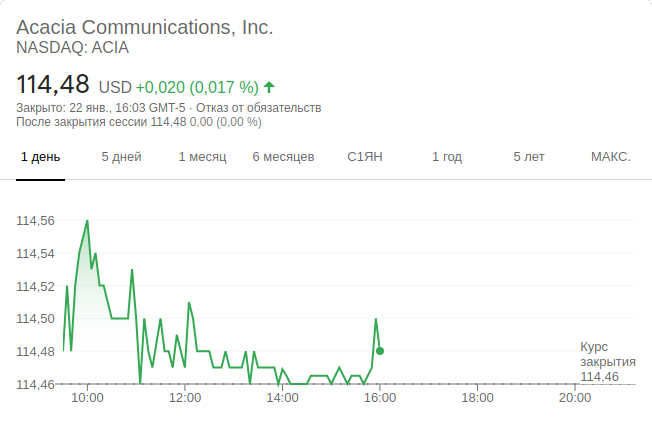 Acacia Communications, Inc.
NASDAQ: ACIA
114,48 USD +0,020 (0,017 %)
Закрыто: 22 янв., 16:03 GMT-5 · Отказ от обязательств
После закрытия сессии 114,48 0,00 (0,00 %)
1 день 5 дней 1 месяц 6 месяцев С1ЯН 1 год 5 лет МАКС.
114,56
114,54
114,52
114,50
114,48
114,46
Курс
закрытия
114,46
10:00 12:00 14:00 16:00 18:00 20:00